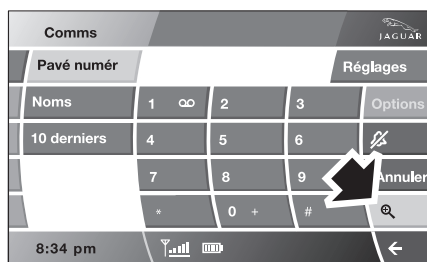 Comms JAGUAR
Pavé numér Réglages
Noms 1 2 3 Options
10 derniers 4 5 6
7 8 9 Annuler
* 0 + #
8:34 pm